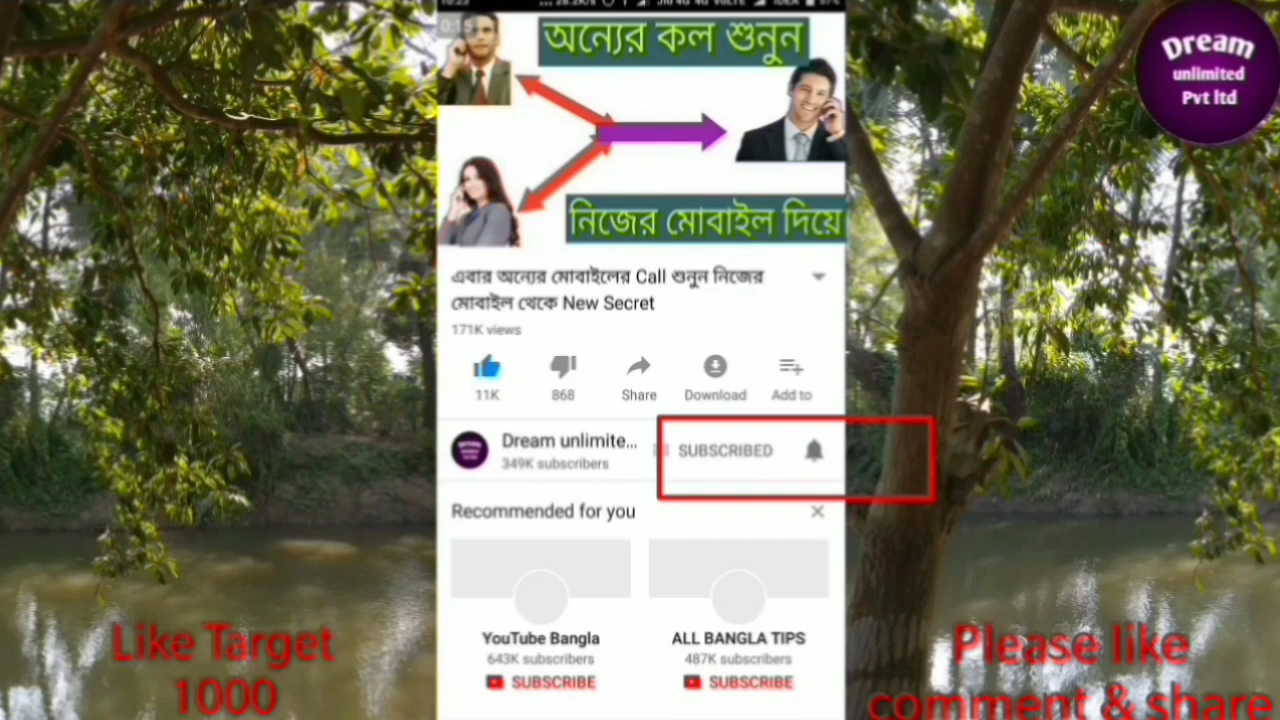 0:15
অন্যের কল শুনুন
নিজের মোবাইল দিয়ে
Dream
unlimited
Pvt ltd
এবার অন্যের মোবাইলের Call শুনুন নিজের
মোবাইল থেকে New Secret
171K views
11K
868
Share
Download
Add to
Dream unlimite...
349K subscribers
SUBSCRIBED
Recommended for you
YouTube Bangla
643K subscribers
SUBSCRIBE
ALL BANGLA TIPS
487K subscribers
SUBSCRIBE
Like Target
1000
Please like
comment & share